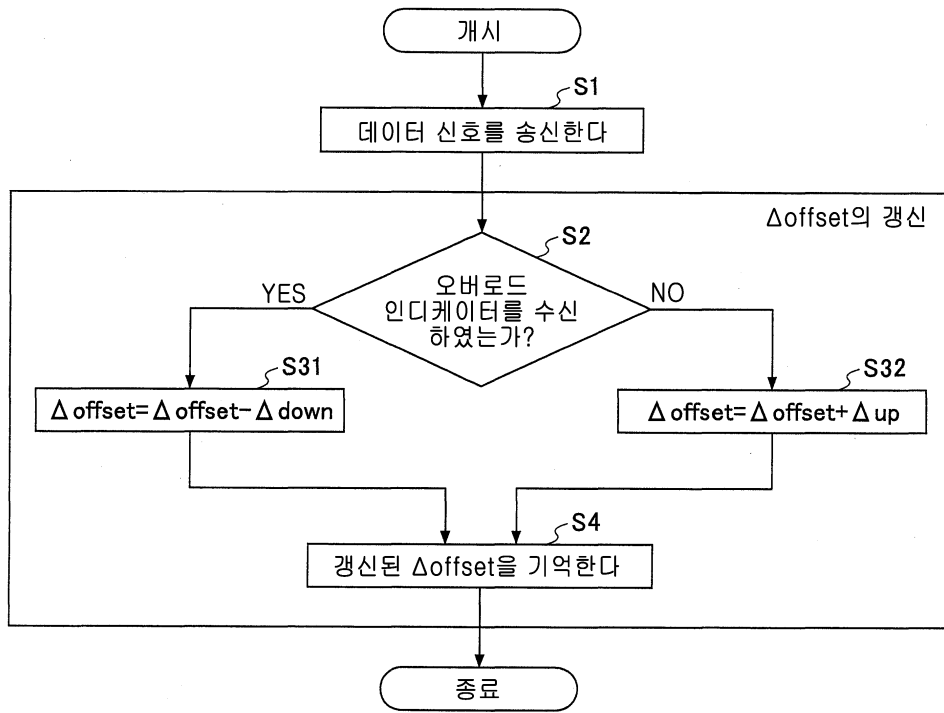 개시
S1
데이터 신호를 송신한다
Δoffset의 갱신
S2
오버로드
인디케이터를 수신
하였는가?
YES
NO
S31
Δoffset=Δoffset-Δdown
S32
Δoffset=Δoffset+Δup
S4
갱신된 Δoffset을 기억한다
종료